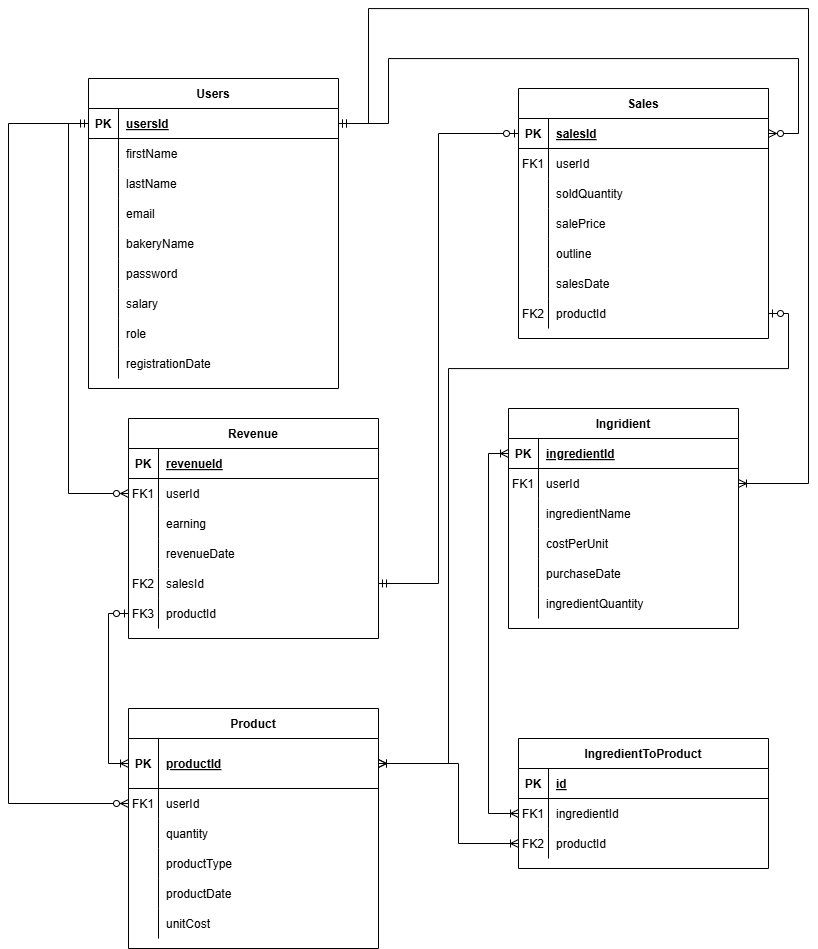 Users
PK usersId
firstName
lastName
email
bakeryName
password
salary
role
registrationDate
Sales
PK salesId
FK1 userId
soldQuantity
salePrice
outline
salesDate
FK2 productId
Revenue
PK revenueId
FK1 userId
earning
revenueDate
FK2 salesId
FK3 productId
Ingridient
PK ingredientId
FK1 userId
ingredientName
costPerUnit
purchaseDate
ingredientQuantity
Product
PK productId
FK1 userId
quantity
productType
productDate
unitCost
IngredientToProduct
PK id
FK1 ingredientId
FK2 productId